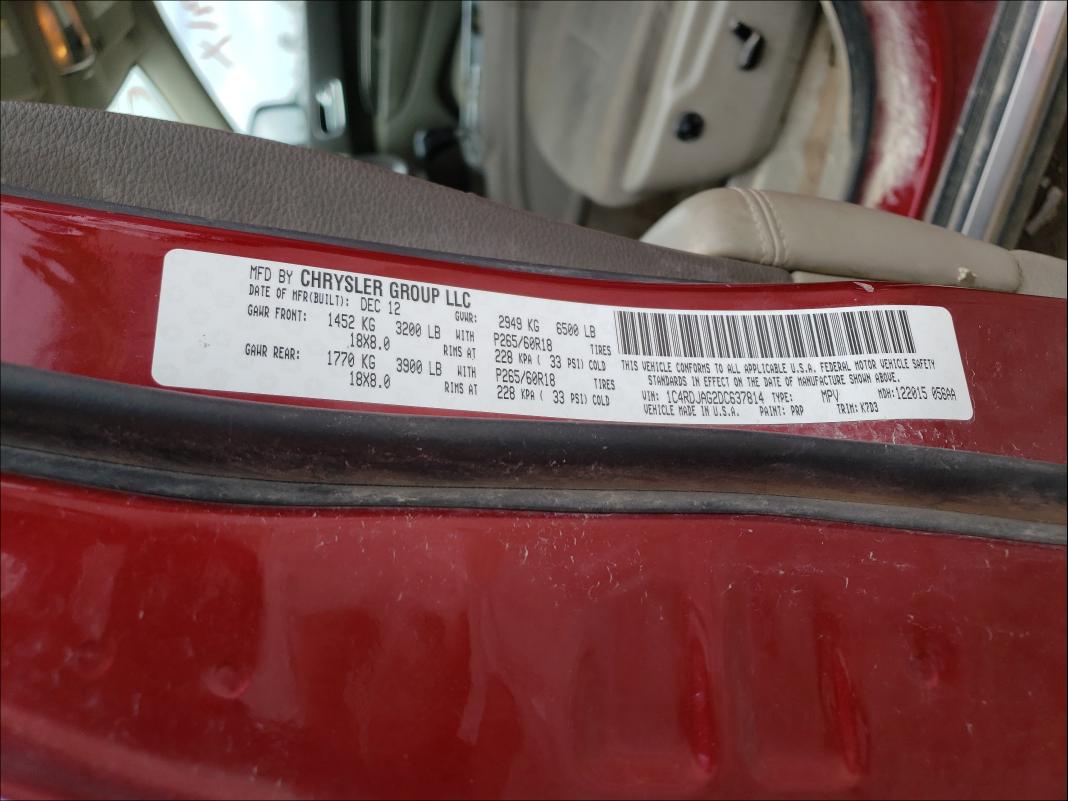 MFD BY CHRYSLER GROUP LLC
DATE OF MFR(BUILT): DEC 12 GVWR: 2949 KG 6500 LB
GAWR FRONT: 1452 KG 3200 LB WITH P265/60R18 TIRES
18X8.0 RIMS AT 228 KPA ( 33 PSI) COLD
GAWR REAR: 1770 KG 3900 LB WITH P265/60R18 TIRES
18X8.0 RIMS AT 228 KPA ( 33 PSI) COLD
THIS VEHICLE CONFORMS TO ALL APPLICABLE U.S.A. FEDERAL MOTOR VEHICLE SAFETY
STANDARDS IN EFFECT ON THE DATE OF MANUFACTURE SHOWN ABOVE.
VIN: 1C4RDJAG2DC637814 TYPE: MPV MDH:122015 056AA
VEHICLE MADE IN U.S.A. PAINT: PRP TRIM: K7D3